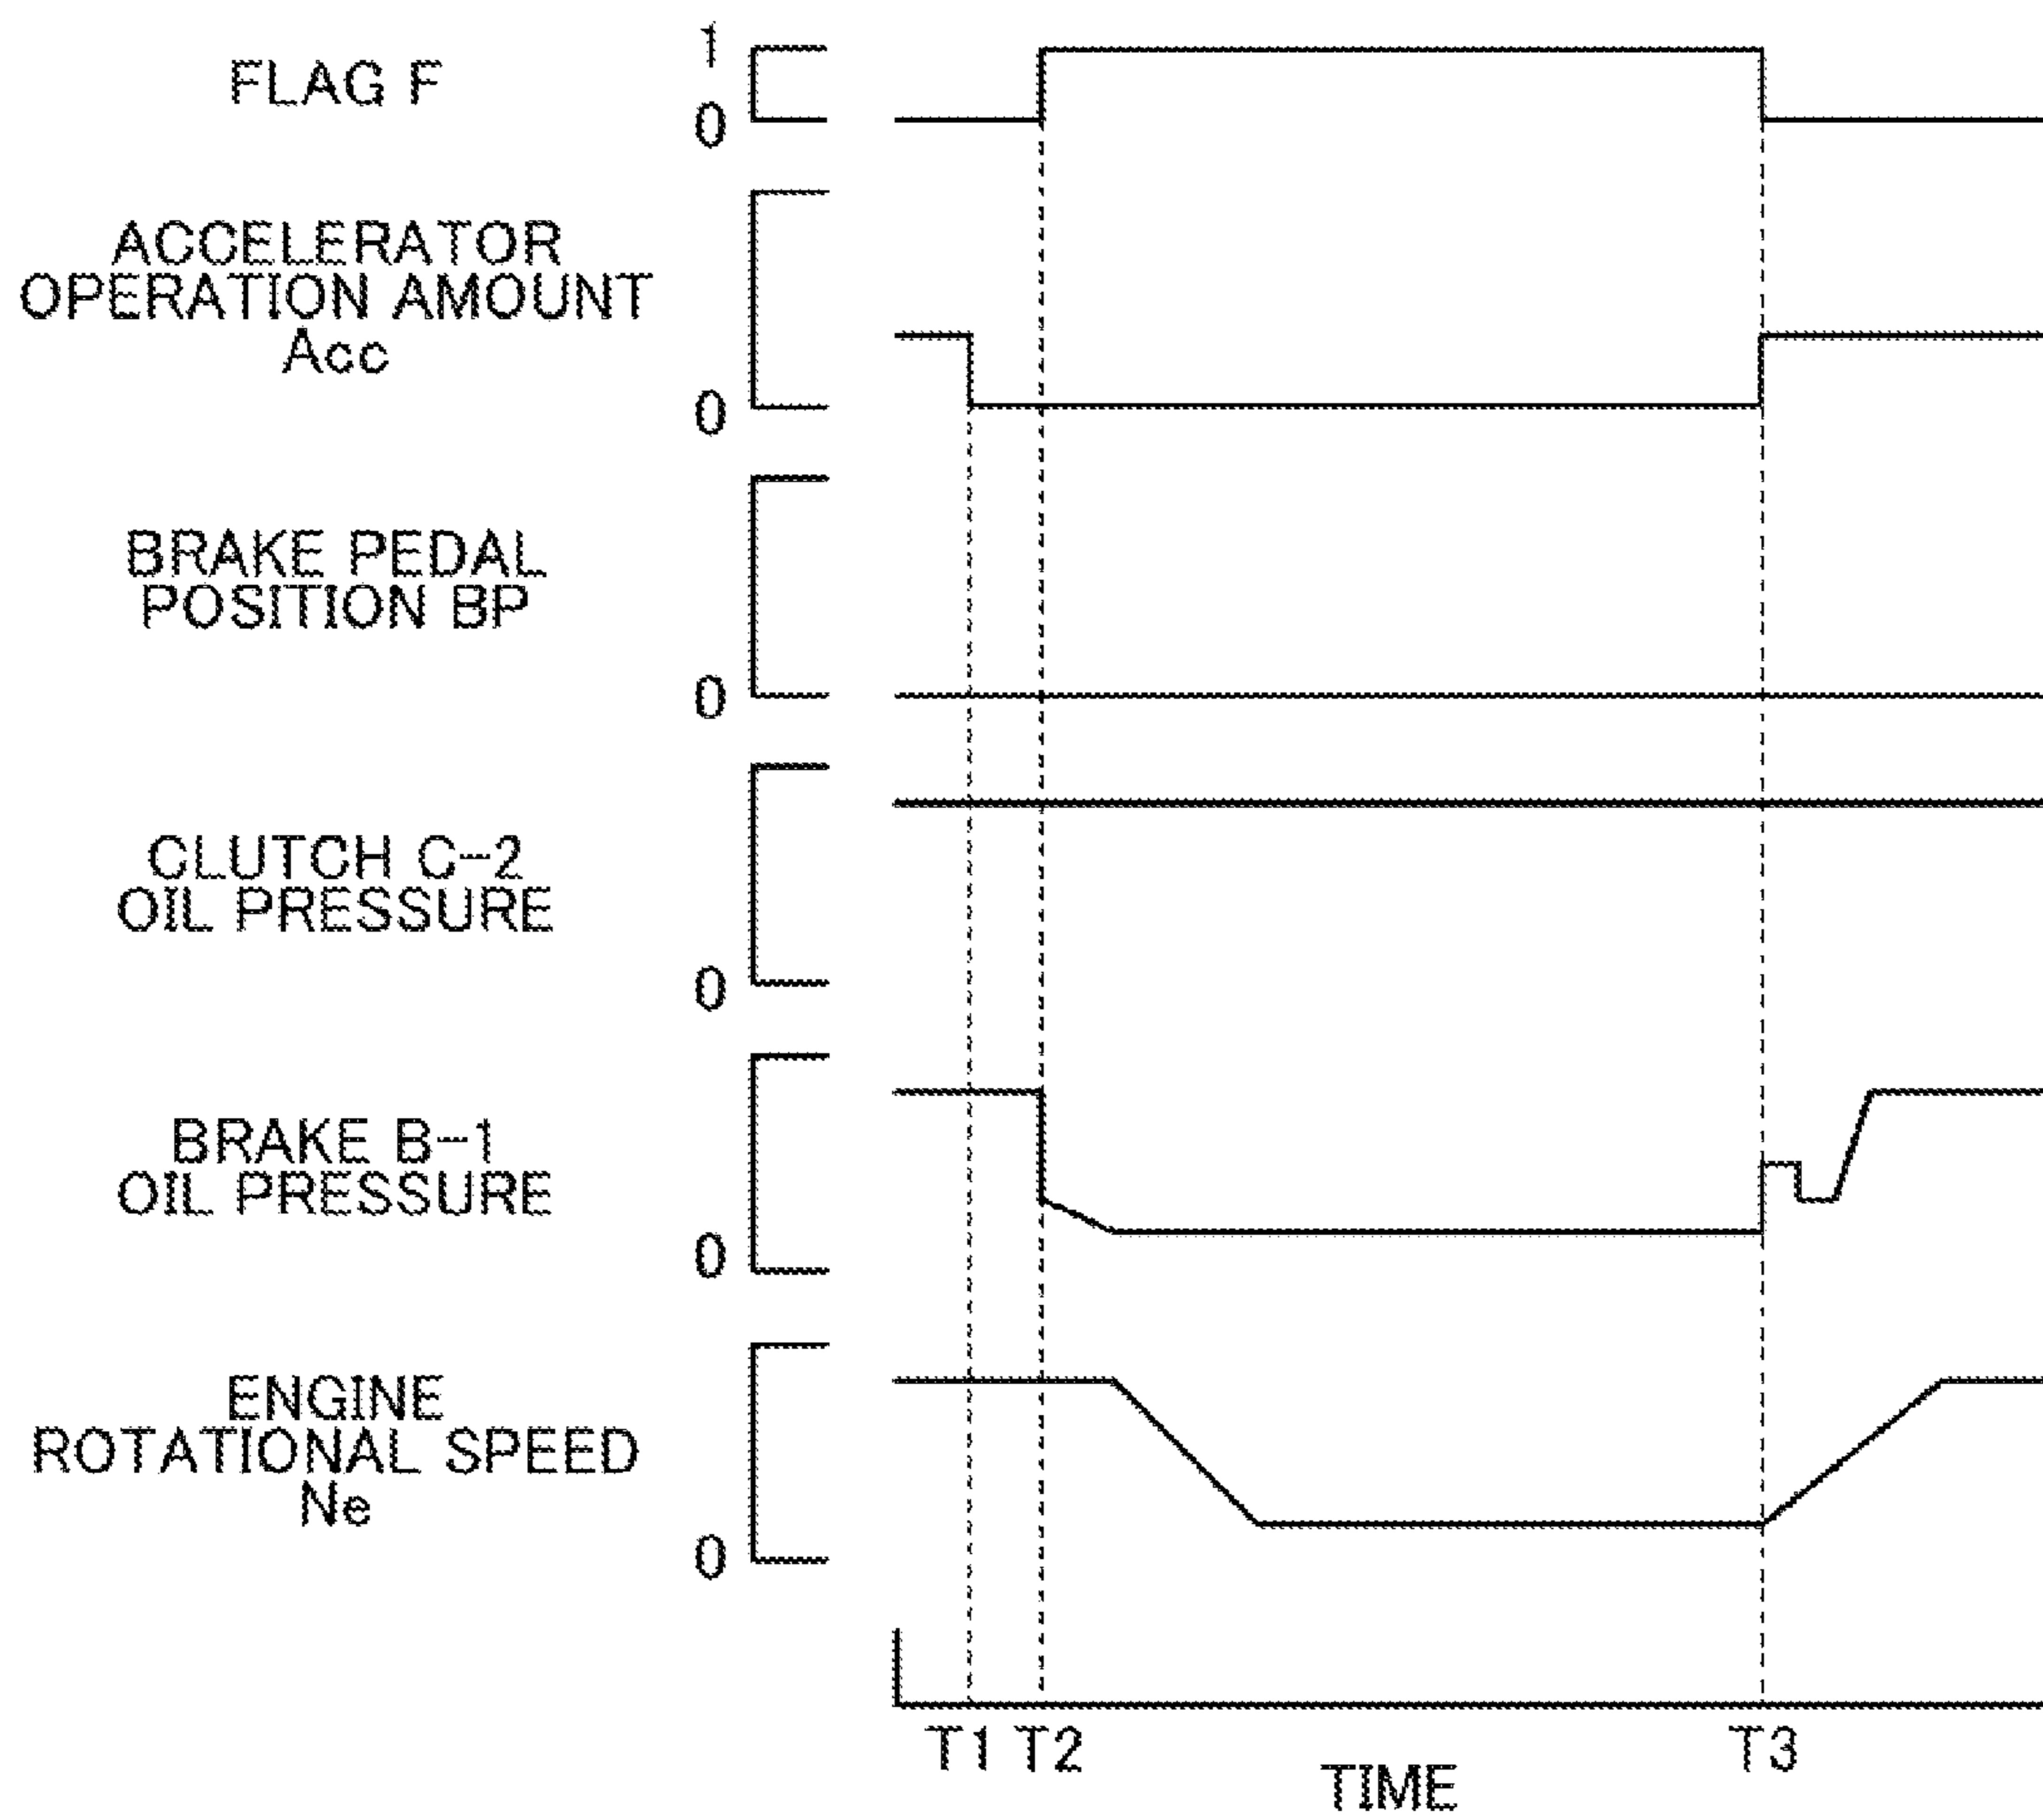 1
FLAG F
0
ACCELERATOR
OPERATION AMOUNT
Acc
0
BRAKE PEDAL
POSITION BP
0
CLUTCH C-2
OIL PRESSURE
0
BRAKE B-1
OIL PRESSURE
0
ENGINE
ROTATIONAL SPEED
Ne
0
T1 T2 T3
TIME